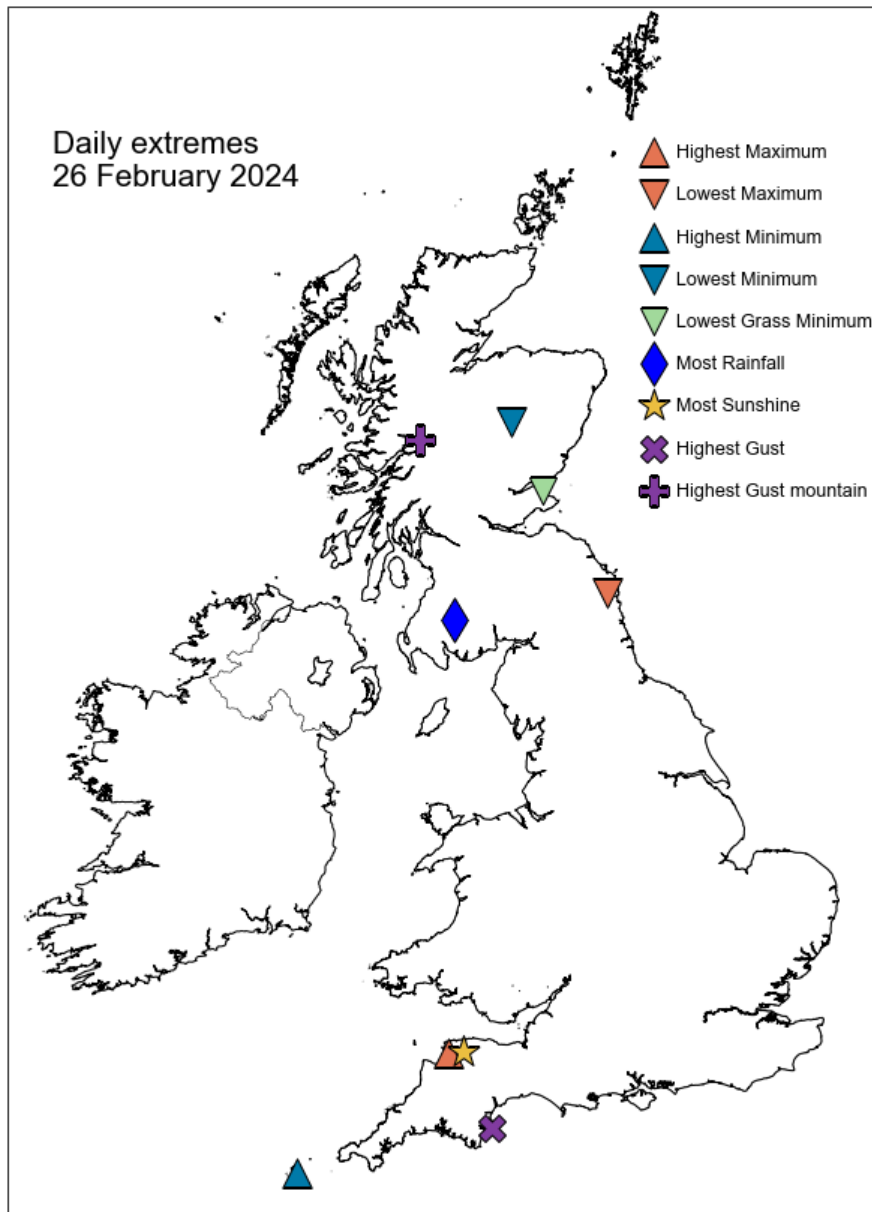 Daily extremes
26 February 2024
Highest Maximum
Lowest Maximum
Highest Minimum
Lowest Minimum
Lowest Grass Minimum
Most Rainfall
Most Sunshine
Highest Gust
Highest Gust mountain